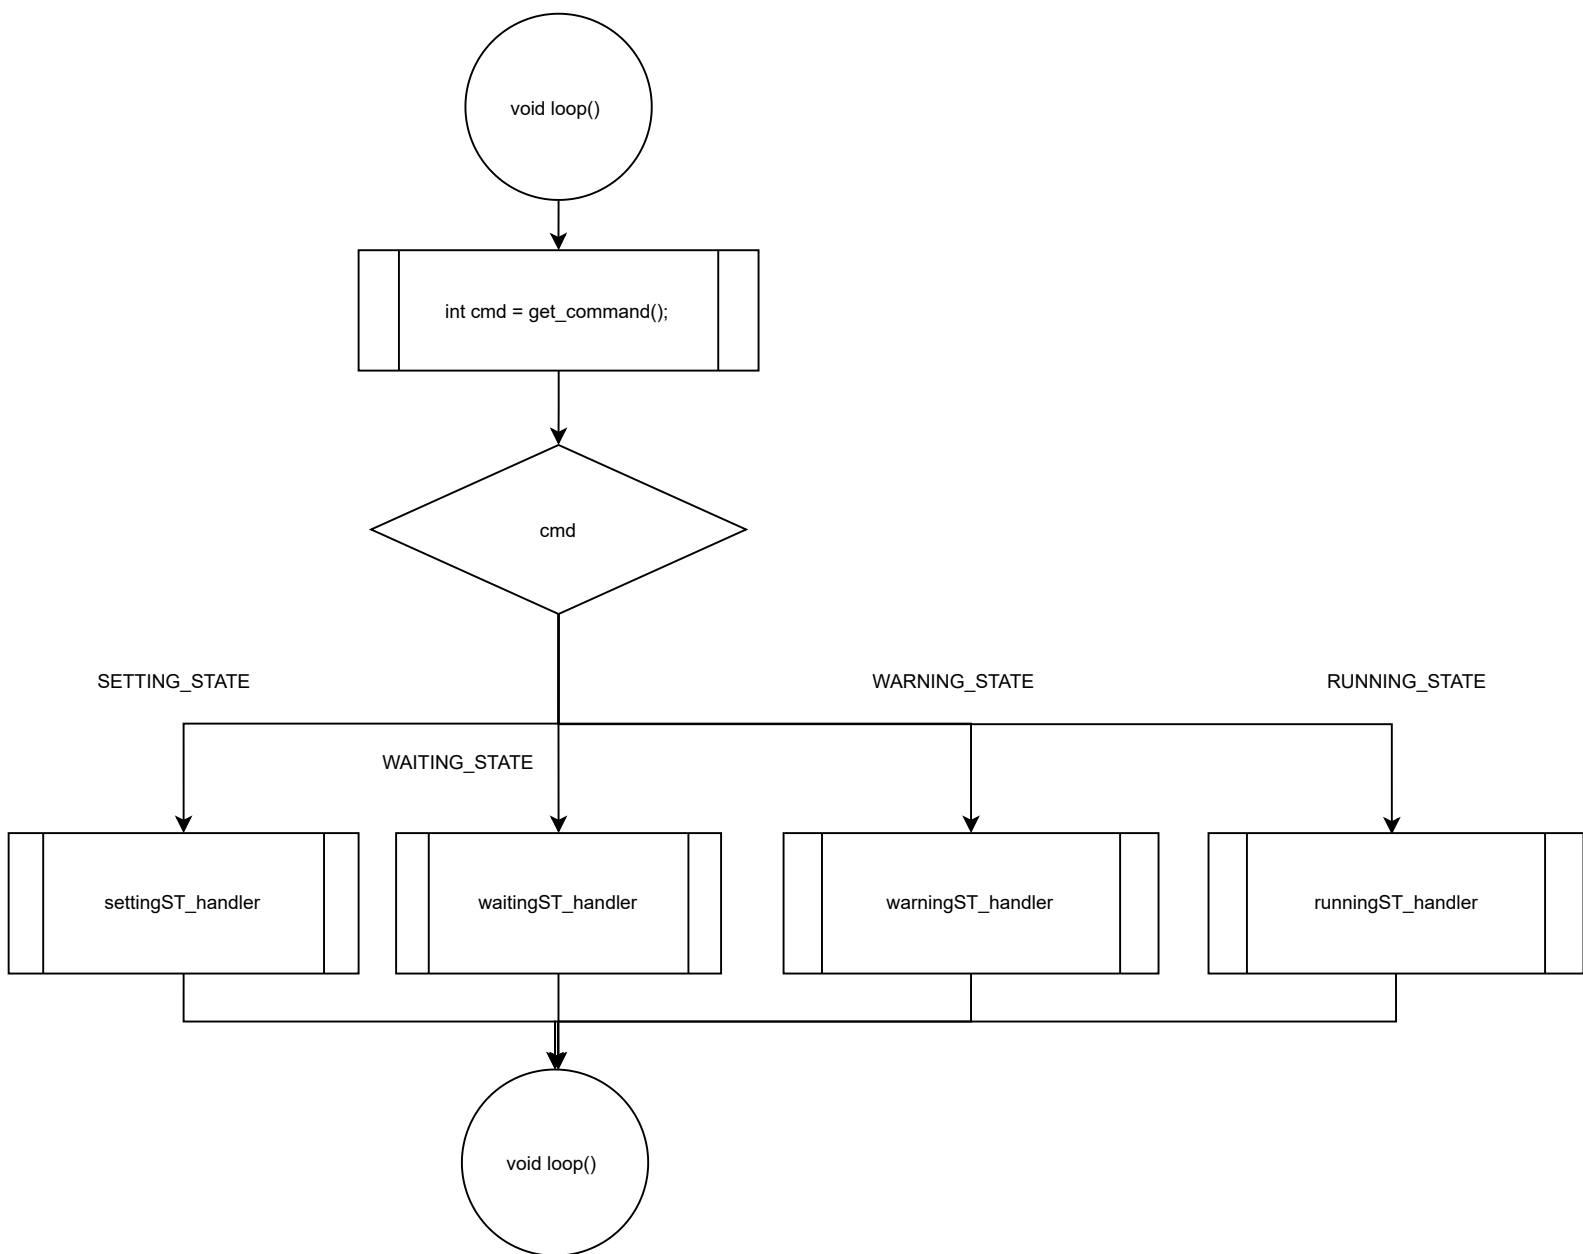 void loop()
int cmd = get_command();
cmd
SETTING_STATE
WARNING_STATE
RUNNING_STATE
WAITING_STATE
settingST_handler
waitingST_handler
warningST_handler
runningST_handler
void loop()